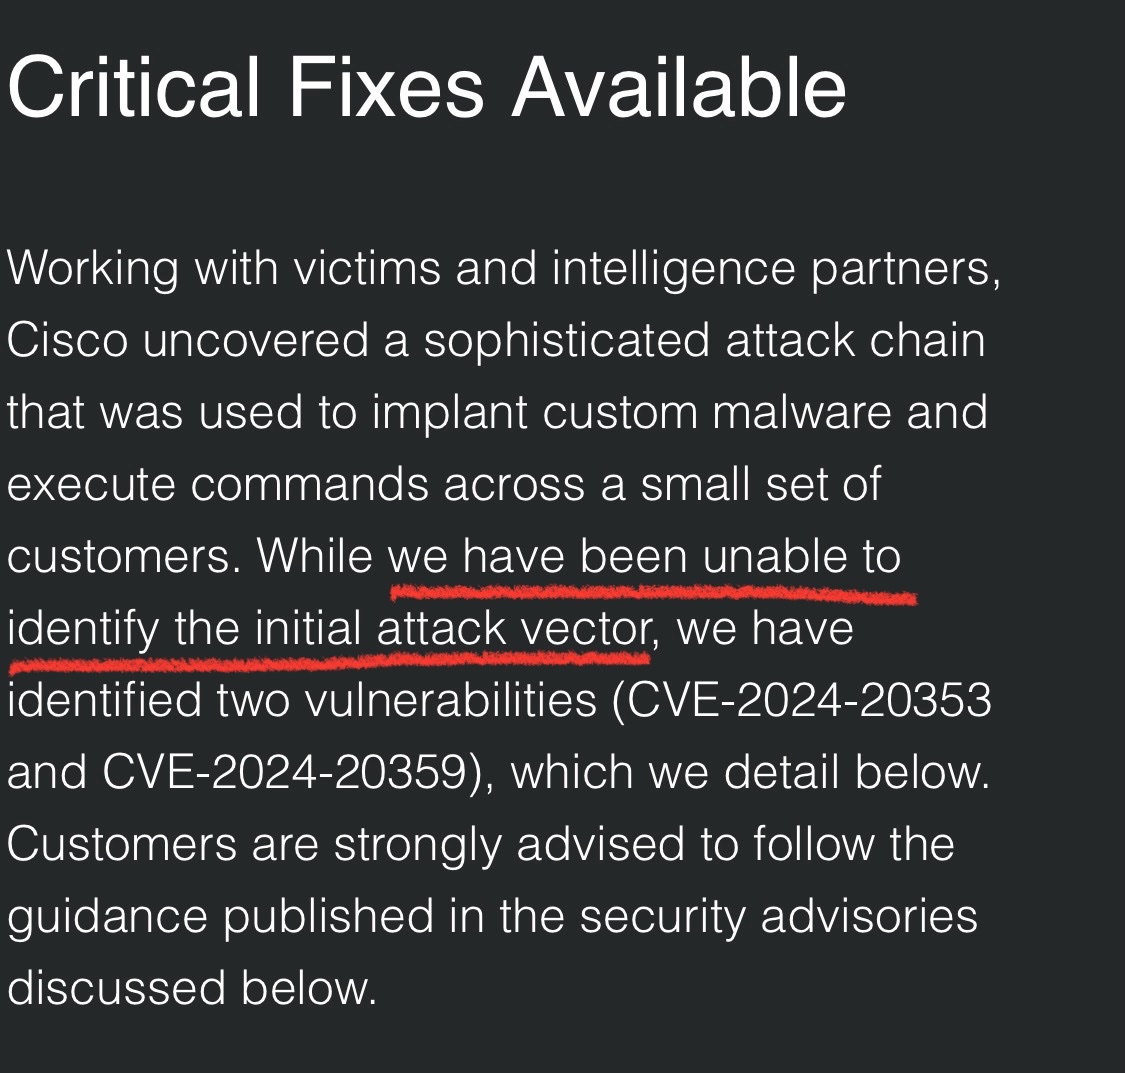 Critical Fixes Available
Working with victims and intelligence partners,
Cisco uncovered a sophisticated attack chain
that was used to implant custom malware and
execute commands across a small set of
customers. While we have been unable to
identify the initial attack vector, we have
identified two vulnerabilities (CVE-2024-20353
and CVE-2024-20359), which we detail below.
Customers are strongly advised to follow the
guidance published in the security advisories
discussed below.